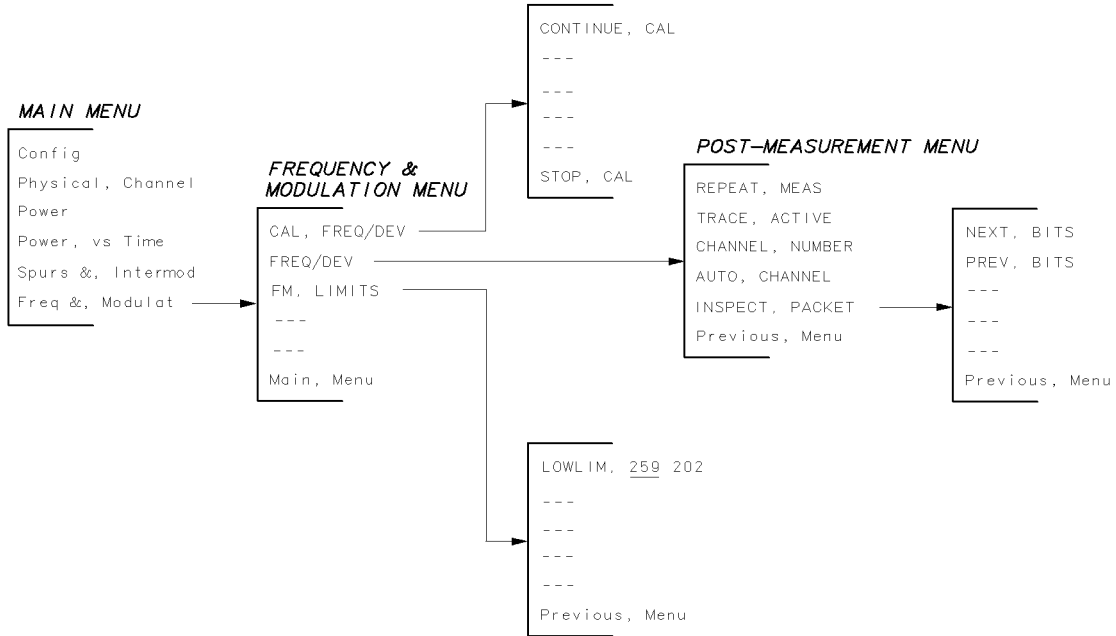 MAIN MENU
Config
Physical, Channel
Power
Power, vs Time
Spurs &, Intermod
Freq &, Modulat
FREQUENCY &
MODULATION MENU
CAL, FREQ/DEV
FREQ/DEV
FM, LIMITS
---
---
Main, Menu
CONTINUE, CAL
---
---
---
---
STOP, CAL
POST-MEASUREMENT MENU
REPEAT, MEAS
TRACE, ACTIVE
CHANNEL, NUMBER
AUTO, CHANNEL
INSPECT, PACKET
Previous, Menu
NEXT, BITS
PREV, BITS
---
---
---
Previous, Menu
LOWLIM, 259 202
---
---
---
---
Previous, Menu